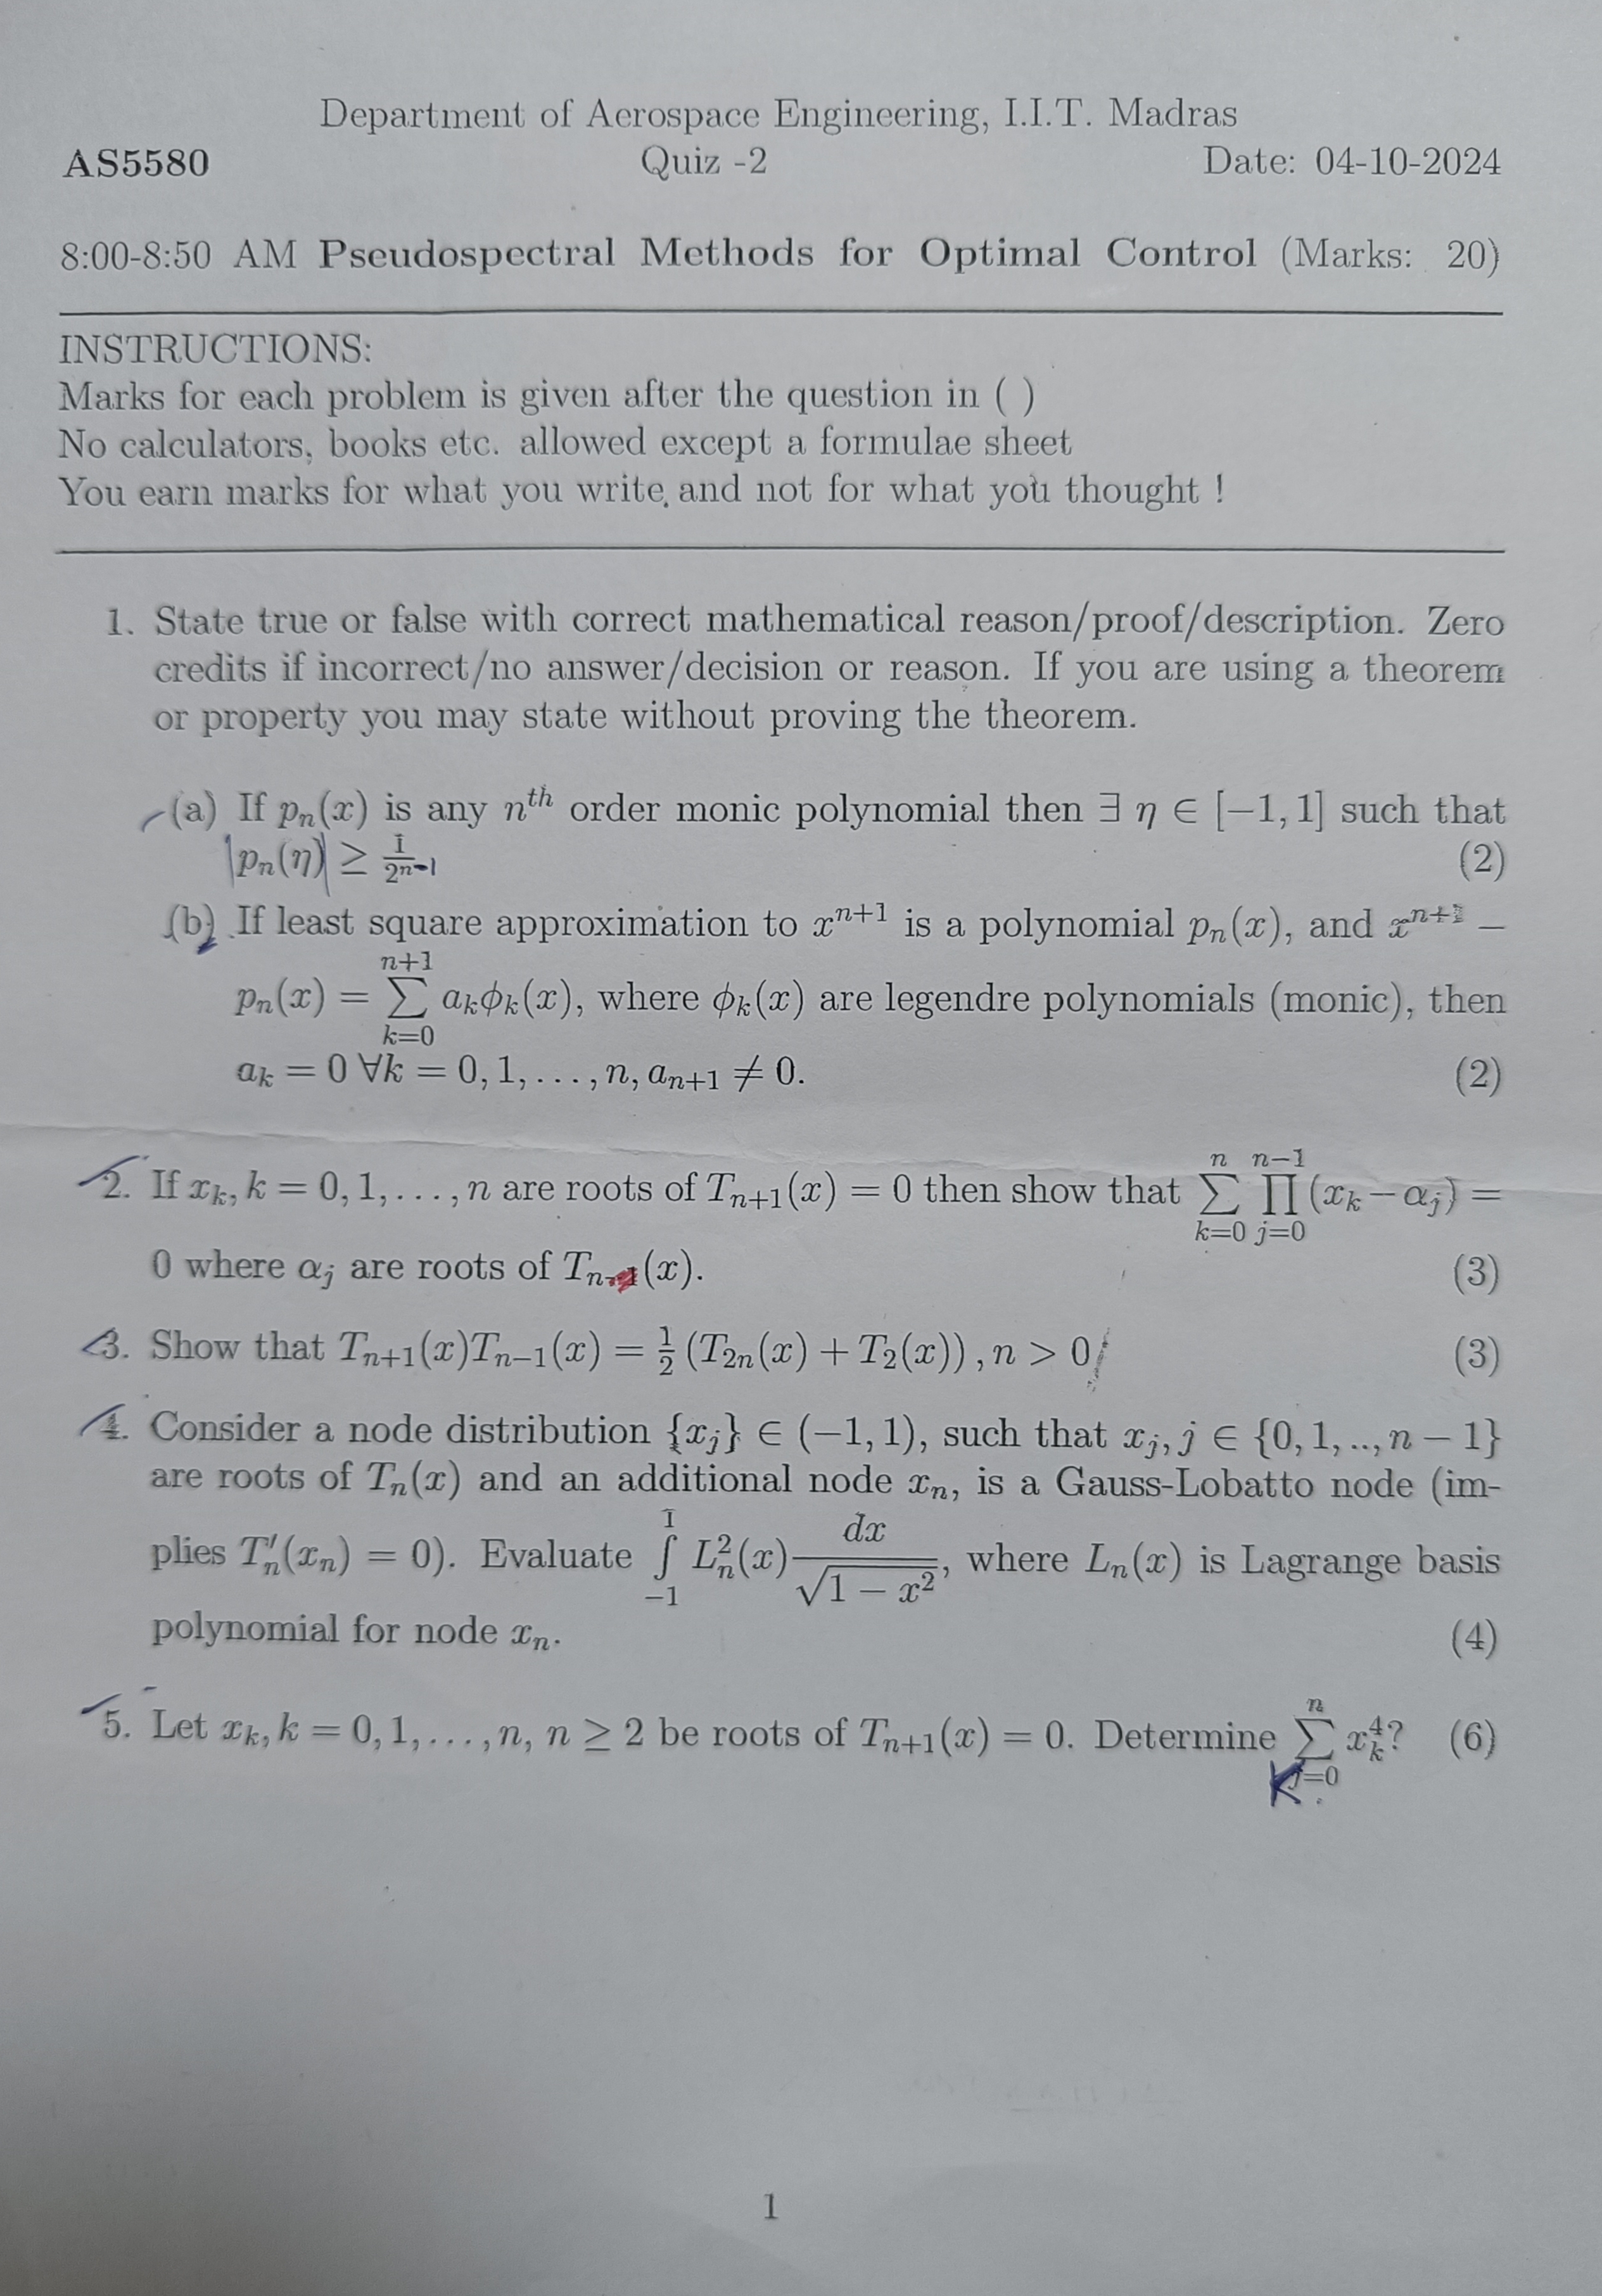 Department of Aerospace Engineering, I.I.T. Madras
AS5580 Quiz -2 Date: 04-10-2024
8:00-8:50 AM Pseudospectral Methods for Optimal Control (Marks: 20)
INSTRUCTIONS:
Marks for each problem is given after the question in ( )
No calculators, books etc. allowed except a formulae sheet
You earn marks for what you write and not for what you thought !
1. State true or false with correct mathematical reason/proof/description. Zero
credits if incorrect/no answer/decision or reason. If you are using a theorem
or property you may state without proving the theorem.
(a) If $p_n(x)$ is any $n^{th}$ order monic polynomial then $\exists\ \eta \in [-1, 1]$ such that
$|p_n(\eta)| \geq \frac{1}{2^{n-1}}$ (2)
(b) If least square approximation to $x^{n+1}$ is a polynomial $p_n(x)$, and $x^{n+1} -$
$p_n(x) = \sum_{k=0}^{n+1} a_k \phi_k(x)$, where $\phi_k(x)$ are legendre polynomials (monic), then
$a_k = 0\ \forall k = 0, 1, \ldots, n, a_{n+1} \neq 0.$ (2)
2. If $x_k, k = 0, 1, \ldots, n$ are roots of $T_{n+1}(x) = 0$ then show that $\sum_{k=0}^{n} \prod_{j=0}^{n-1} (x_k - \alpha_j) =$
0 where $\alpha_j$ are roots of $T_n(x)$. (3)
3. Show that $T_{n+1}(x)T_{n-1}(x) = \frac{1}{2}(T_{2n}(x) + T_2(x)), n > 0$ (3)
4. Consider a node distribution $\{x_j\} \in (-1, 1)$, such that $x_j, j \in \{0, 1, .., n - 1\}$
are roots of $T_n(x)$ and an additional node $x_n$, is a Gauss-Lobatto node (im-
plies $T_n'(x_n) = 0$). Evaluate $\int_{-1}^{1} L_n^2(x) \frac{dx}{\sqrt{1 - x^2}}$, where $L_n(x)$ is Lagrange basis
polynomial for node $x_n$. (4)
5. Let $x_k, k = 0, 1, \ldots, n, n \geq 2$ be roots of $T_{n+1}(x) = 0$. Determine $\sum_{k=0}^{n} x_k^4$? (6)
1